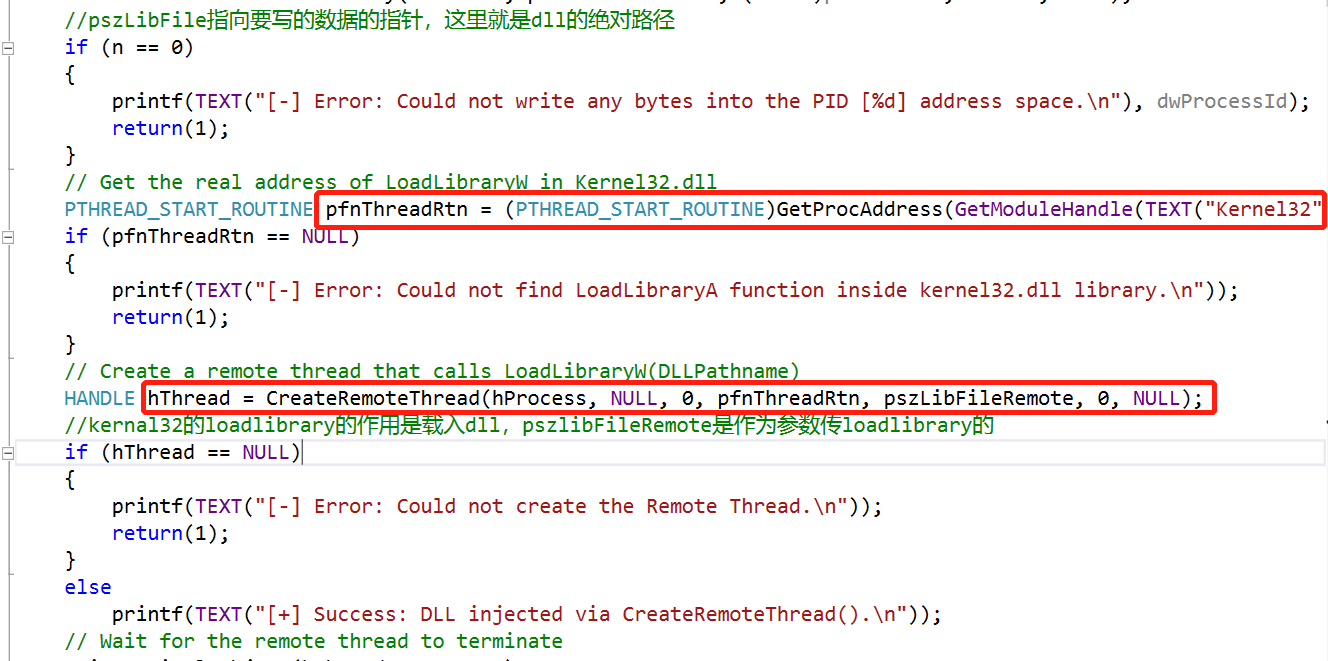 //pszLibFile指向要写的数据的指针，这里就是dll的绝对路径
if (n == 0)
{
printf(TEXT("[-] Error: Could not write any bytes into the PID [%d] address space.\n"), dwProcessId);
return(1);
}
// Get the real address of LoadLibraryW in Kernel32.dll
PTHREAD_START_ROUTINE pfnThreadRtn = (PTHREAD_START_ROUTINE)GetProcAddress(GetModuleHandle(TEXT("Kernel32"
if (pfnThreadRtn == NULL)
{
printf(TEXT("[-] Error: Could not find LoadLibraryA function inside kernel32.dll library.\n"));
return(1);
}
// Create a remote thread that calls LoadLibraryW(DLLPathname)
HANDLE hThread = CreateRemoteThread(hProcess, NULL, 0, pfnThreadRtn, pszLibFileRemote, 0, NULL);
//kernal32的loadlibrary的作用是载入dll，pszlibFileRemote是作为参数传loadlibrary的
if (hThread == NULL)
{
printf(TEXT("[-] Error: Could not create the Remote Thread.\n"));
return(1);
}
else
printf(TEXT("[+] Success: DLL injected via CreateRemoteThread().\n"));
// Wait for the remote thread to terminate